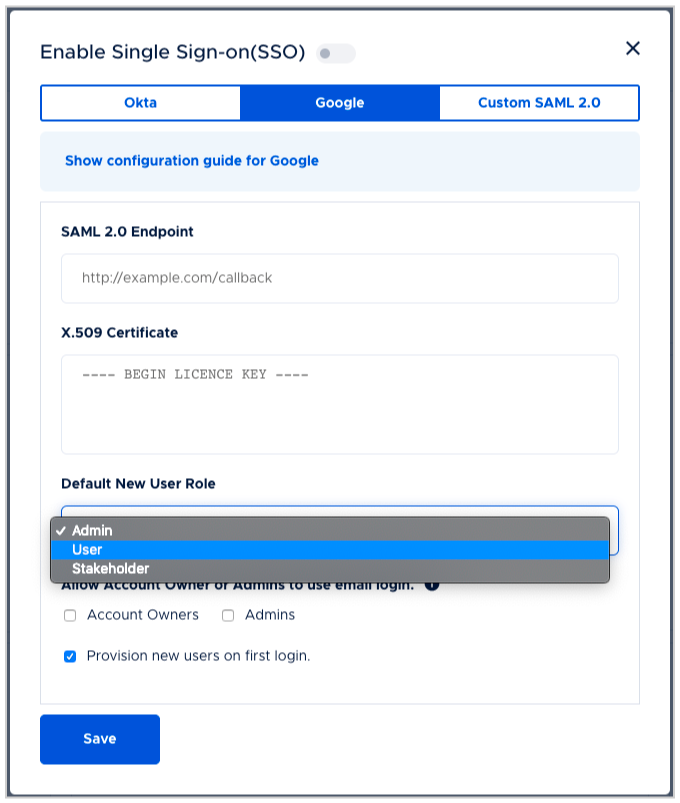 Enable Single Sign-on(SSO)
Okta
Google
Custom SAML 2.0
Show configuration guide for Google
SAML 2.0 Endpoint
http://example.com/callback
X.509 Certificate
---- BEGIN LICENCE KEY ----
Default New User Role
✓ Admin
User
Stakeholder
Allow Account Owner or Admins to use email login.
Account Owners
Admins
Provision new users on first login.
Save